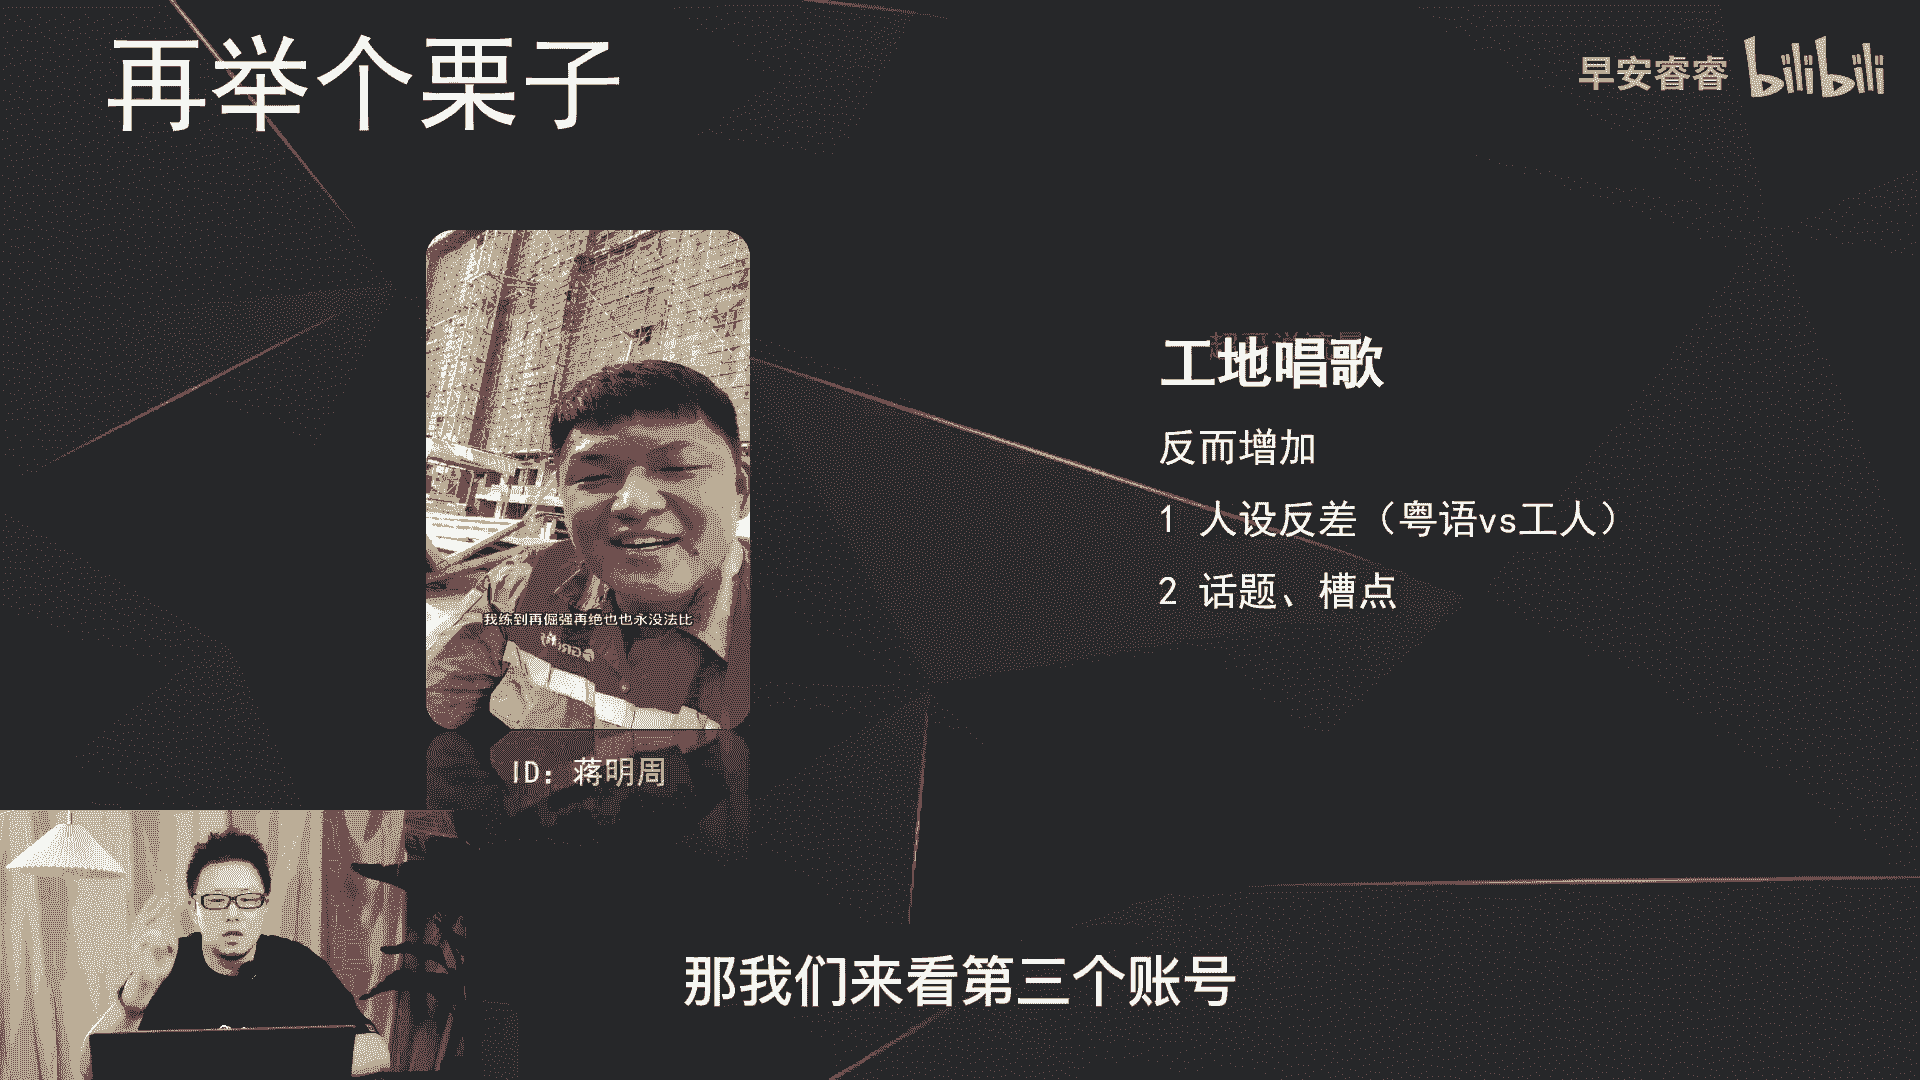 再举个栗子
早安睿睿 bilibili
工地唱歌
反而增加
1 人设反差（粤语vs工人）
2 话题、槽点
我练到再倔强再绝也也永没法比
ID：蒋明周
那我们来看第三个账号